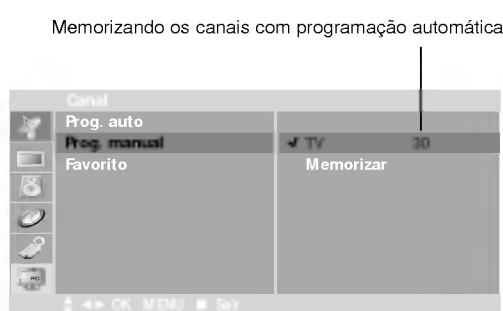 Memorizando os canais com programação automática
Canal
Prog. auto
Prog. manual
TV 30
Favorito
Memorizar
OK MENU Sair